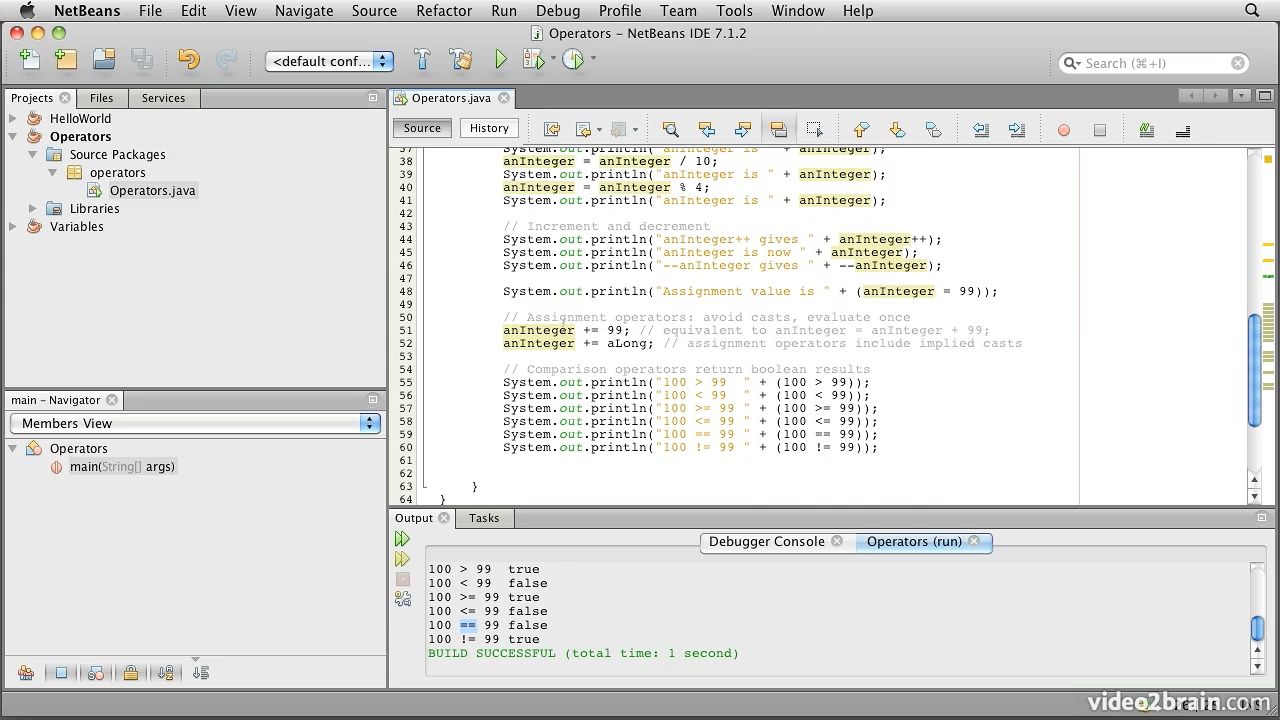 NetBeans File Edit View Navigate Source Refactor Run Debug Profile Team Tools Window Help
Operators - NetBeans IDE 7.1.2
<default conf...
Search (⌘+I)
Projects Files Services
HelloWorld
Operators
Source Packages
operators
Operators.java
Libraries
Variables
main - Navigator
Members View
Operators
main(String[] args)
Operators.java
Source History
37 System.out.println("anInteger is " + anInteger);
38 anInteger = anInteger / 10;
39 System.out.println("anInteger is " + anInteger);
40 anInteger = anInteger % 4;
41 System.out.println("anInteger is " + anInteger);
42
43 // Increment and decrement
44 System.out.println("anInteger++ gives " + anInteger++);
45 System.out.println("anInteger is now " + anInteger);
46 System.out.println("--anInteger gives " + --anInteger);
47
48 System.out.println("Assignment value is " + (anInteger = 99));
49
50 // Assignment operators: avoid casts, evaluate once
51 anInteger += 99; // equivalent to anInteger = anInteger + 99;
52 anInteger += aLong; // assignment operators include implied casts
53
54 // Comparison operators return boolean results
55 System.out.println("100 > 99  " + (100 > 99));
56 System.out.println("100 < 99  " + (100 < 99));
57 System.out.println("100 >= 99 " + (100 >= 99));
58 System.out.println("100 <= 99 " + (100 <= 99));
59 System.out.println("100 == 99 " + (100 == 99));
60 System.out.println("100 != 99 " + (100 != 99));
61
62
63 }
64 }
Output Tasks
Debugger Console Operators (run)
100 > 99  true
100 < 99  false
100 >= 99 true
100 <= 99 false
100 == 99 false
100 != 99 true
BUILD SUCCESSFUL (total time: 1 second)
video2brain.com